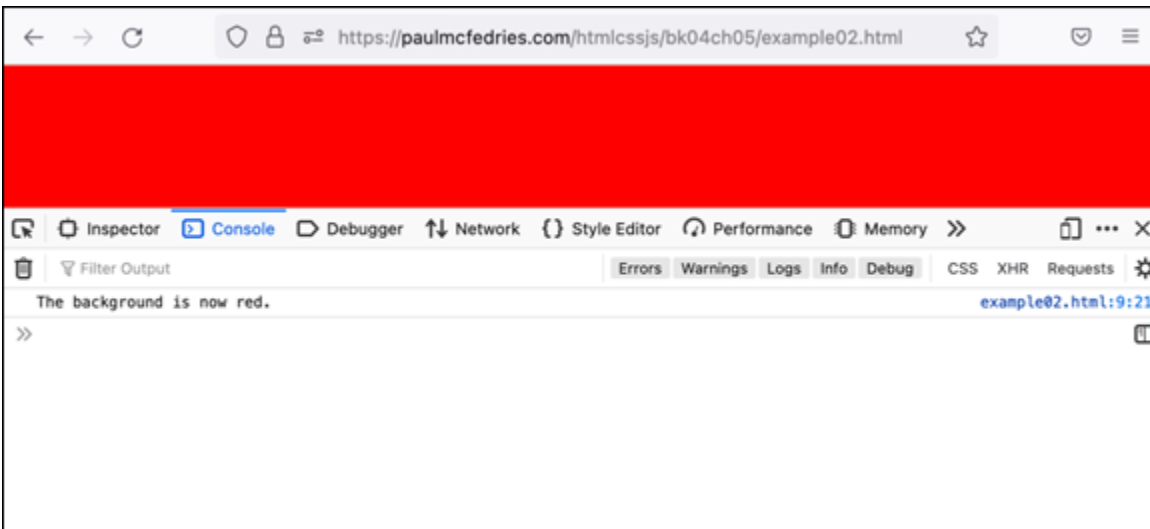 https://paulmcfedries.com/htmlcssjs/bk04ch05/example02.html
Inspector Console Debugger Network {} Style Editor Performance Memory
Filter Output Errors Warnings Logs Info Debug CSS XHR Requests
The background is now red. example02.html:9:21